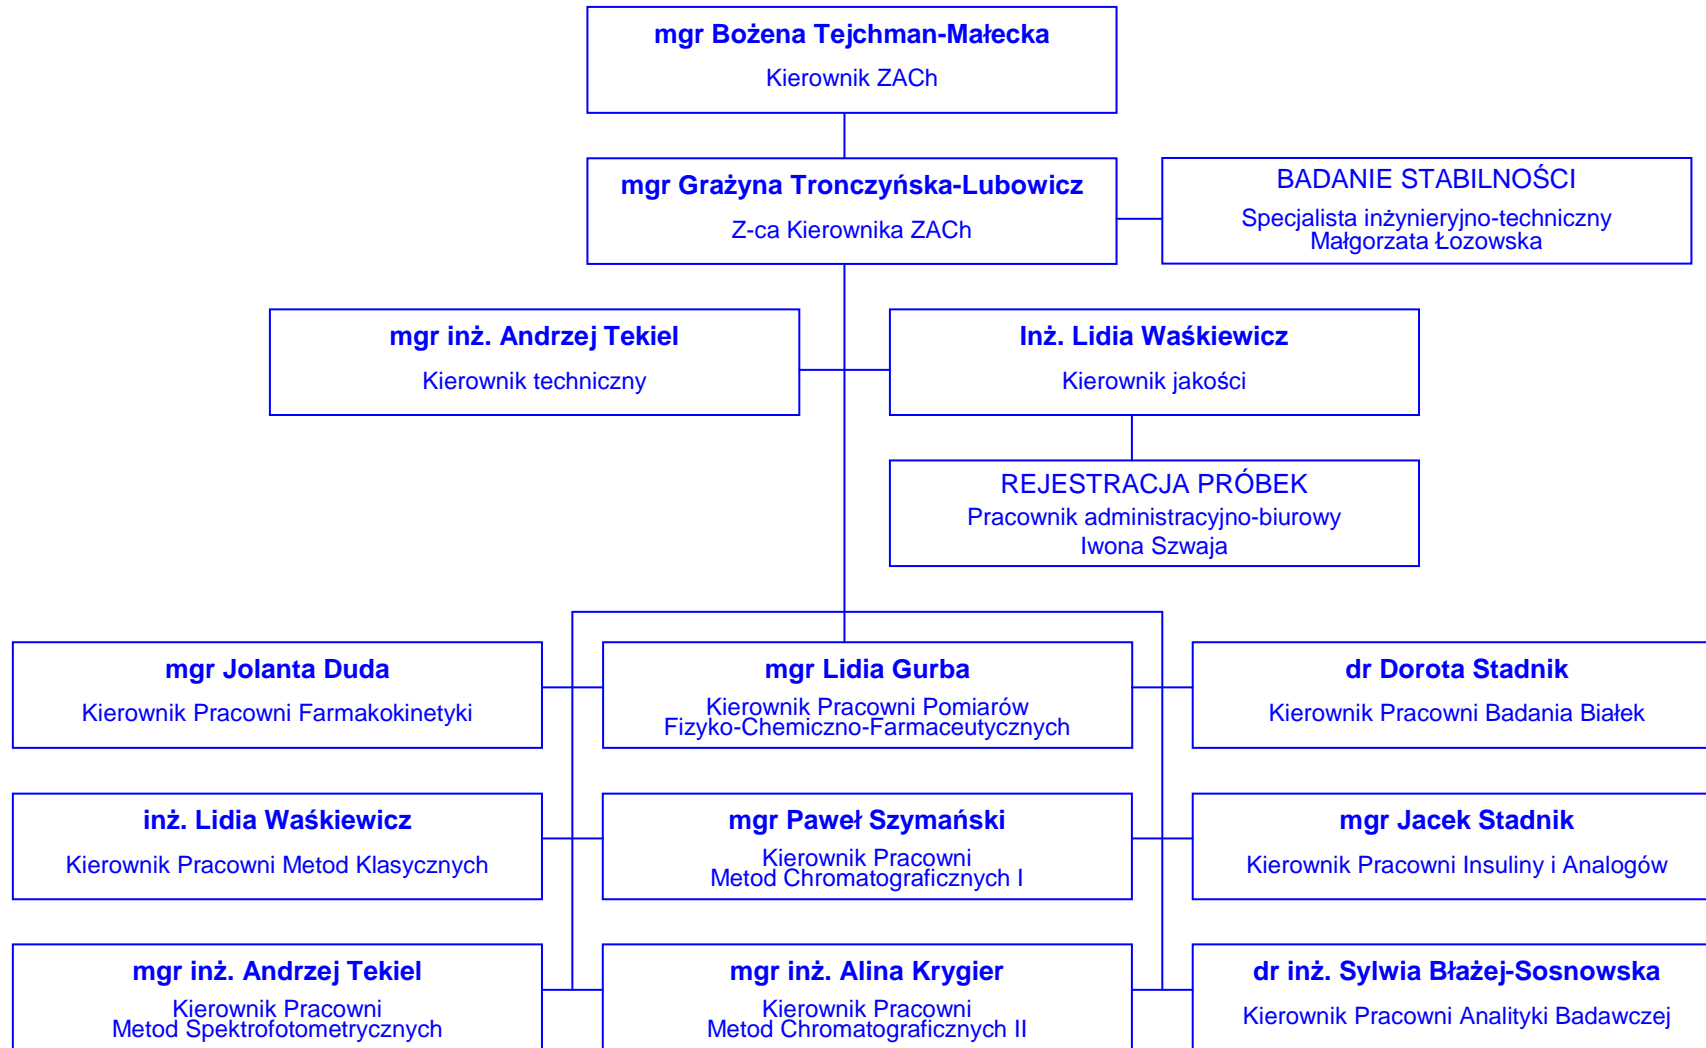 mgr Bożena Tejchman-Małecka
Kierownik ZACh
mgr Grażyna Tronczyńska-Lubowicz
Z-ca Kierownika ZACh
BADANIE STABILNOŚCI
Specjalista inżynieryjno-techniczny
Małgorzata Łozowska
mgr inż. Andrzej Tekiel
Kierownik techniczny
Inż. Lidia Waśkiewicz
Kierownik jakości
REJESTRACJA PRÓBEK
Pracownik administracyjno-biurowy
Iwona Szwaja
mgr Jolanta Duda
Kierownik Pracowni Farmakokinetyki
mgr Lidia Gurba
Kierownik Pracowni Pomiarów
Fizyko-Chemiczno-Farmaceutycznych
dr Dorota Stadnik
Kierownik Pracowni Badania Białek
inż. Lidia Waśkiewicz
Kierownik Pracowni Metod Klasycznych
mgr Paweł Szymański
Kierownik Pracowni
Metod Chromatograficznych I
mgr Jacek Stadnik
Kierownik Pracowni Insuliny i Analogów
mgr inż. Andrzej Tekiel
Kierownik Pracowni
Metod Spektrofotometrycznych
mgr inż. Alina Krygier
Kierownik Pracowni
Metod Chromatograficznych II
dr inż. Sylwia Błażej-Sosnowska
Kierownik Pracowni Analityki Badawczej